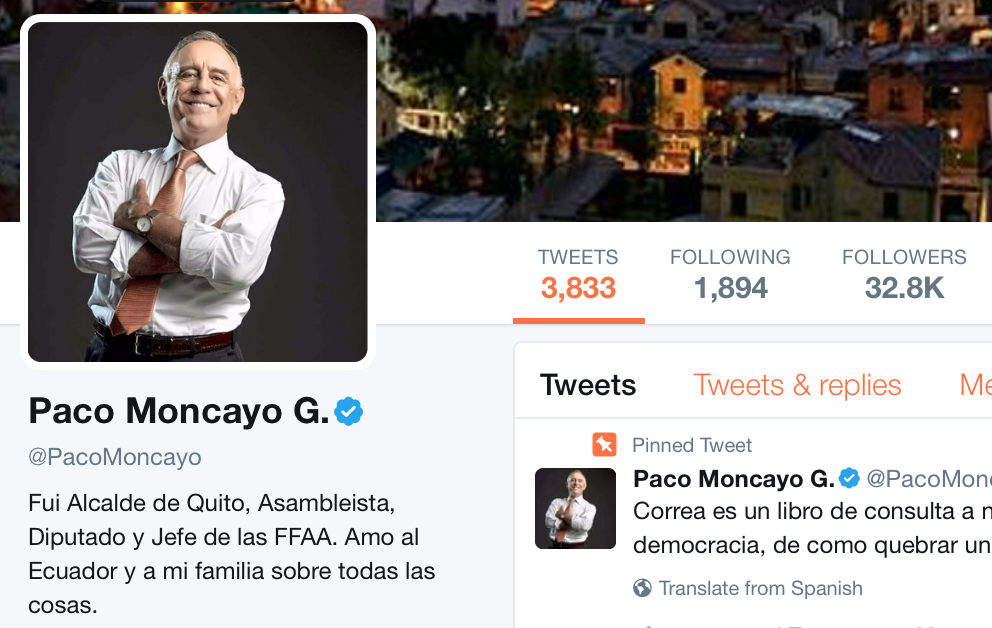 TWEETS FOLLOWING FOLLOWERS
3,833 1,894 32.8K
Paco Moncayo G.
@PacoMoncayo
Fui Alcalde de Quito, Asambleista,
Diputado y Jefe de las FFAA. Amo al
Ecuador y a mi familia sobre todas las
cosas.
Tweets Tweets & replies Me
Pinned Tweet
Paco Moncayo G. @PacoMonc
Correa es un libro de consulta a n
democracia, de como quebrar un
Translate from Spanish